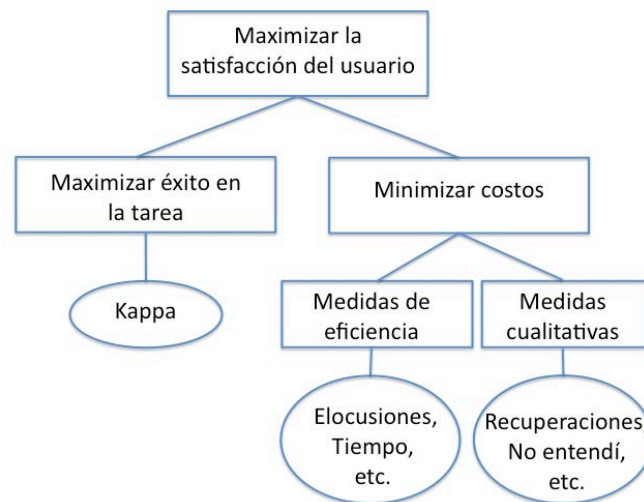 Maximizar la
satisfacción del usuario
Maximizar éxito en
la tarea
Minimizar costos
Kappa
Medidas de
eficiencia
Medidas
cualitativas
Elocusiones,
Tiempo,
etc.
Recuperaciones,
No entendí,
etc.